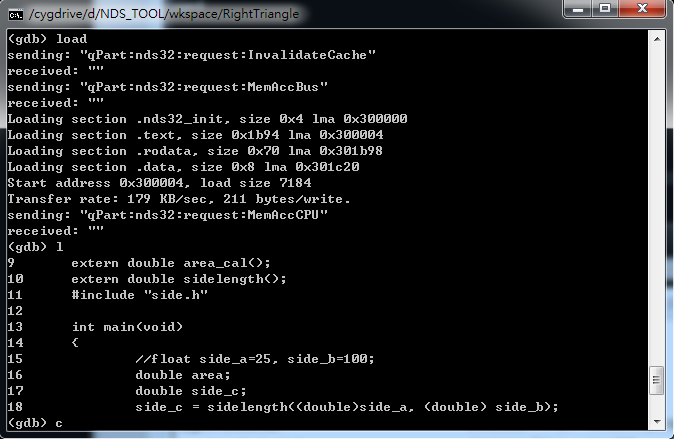 /cygdrive/d/NDS_TOOL/wkspace/RightTriangle
(gdb) load
sending: "qPart:nds32:request:InvalidateCache"
received: ""
sending: "qPart:nds32:request:MemAccBus"
received: ""
Loading section .nds32_init, size 0x4 lma 0x300000
Loading section .text, size 0x1b94 lma 0x300004
Loading section .rodata, size 0x70 lma 0x301b98
Loading section .data, size 0x8 lma 0x301c20
Start address 0x300004, load size 7184
Transfer rate: 179 KB/sec, 211 bytes/write.
sending: "qPart:nds32:request:MemAccCPU"
received: ""
(gdb) l
9       extern double area_cal();
10      extern double sidelength();
11      #include "side.h"
12
13      int main(void)
14      {
15              //float side_a=25, side_b=100;
16              double area;
17              double side_c;
18              side_c = sidelength((double)side_a, (double) side_b);
(gdb) c